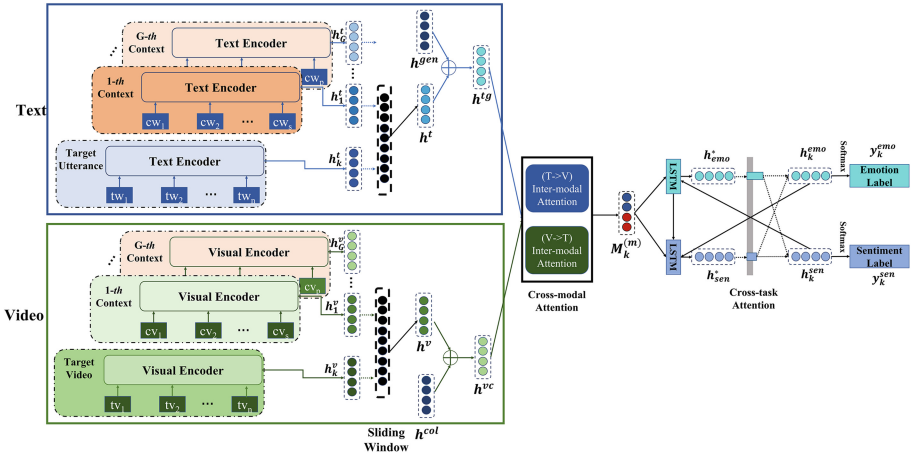 Text
G-th
Context
Text Encoder
cw_n
h_G^t
⋮
1-th
Context
Text Encoder
cw_1 cw_2 ... cw_s
h_1^t
Target
Utterance
Text Encoder
tw_1 tw_2 ... tw_n
h_k^t
h^gen
h^t
h^tg
Video
G-th
Context
Visual Encoder
cv_n
h_G^v
⋮
1-th
Context
Visual Encoder
cv_1 cv_2 ... cv_s
h_1^v
Target
Video
Visual Encoder
tv_1 tv_2 ... tv_n
h_k^v
Sliding
Window
h^v
h^col
h^vc
(T->V)
Inter-modal
Attention
(V->T)
Inter-modal
Attention
Cross-modal
Attention
M_k^(m)
LSTM
LSTM
h_emo^*
h_sen^*
Cross-task
Attention
h_k^emo
h_k^sen
Softmax
Softmax
y_k^emo
Emotion
Label
Sentiment
Label
y_k^sen